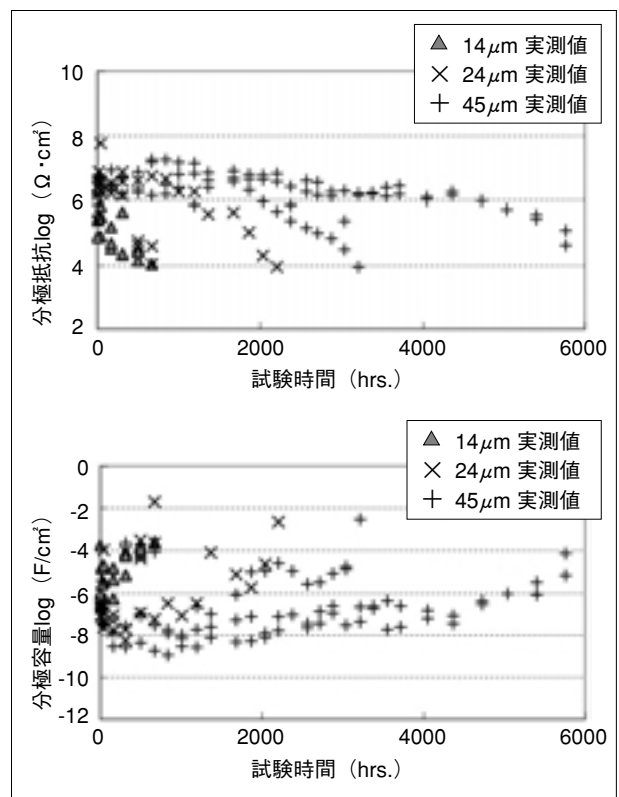 ▲ 14μm 実測値
× 24μm 実測値
+ 45μm 実測値
分極抵抗log（Ω・cm²）
10
8
6
4
2
0
2000
4000
6000
試験時間（hrs.）
▲ 14μm 実測値
× 24μm 実測値
+ 45μm 実測値
分極容量log（F/cm²）
0
-2
-4
-6
-8
-10
-12
0
2000
4000
6000
試験時間（hrs.）